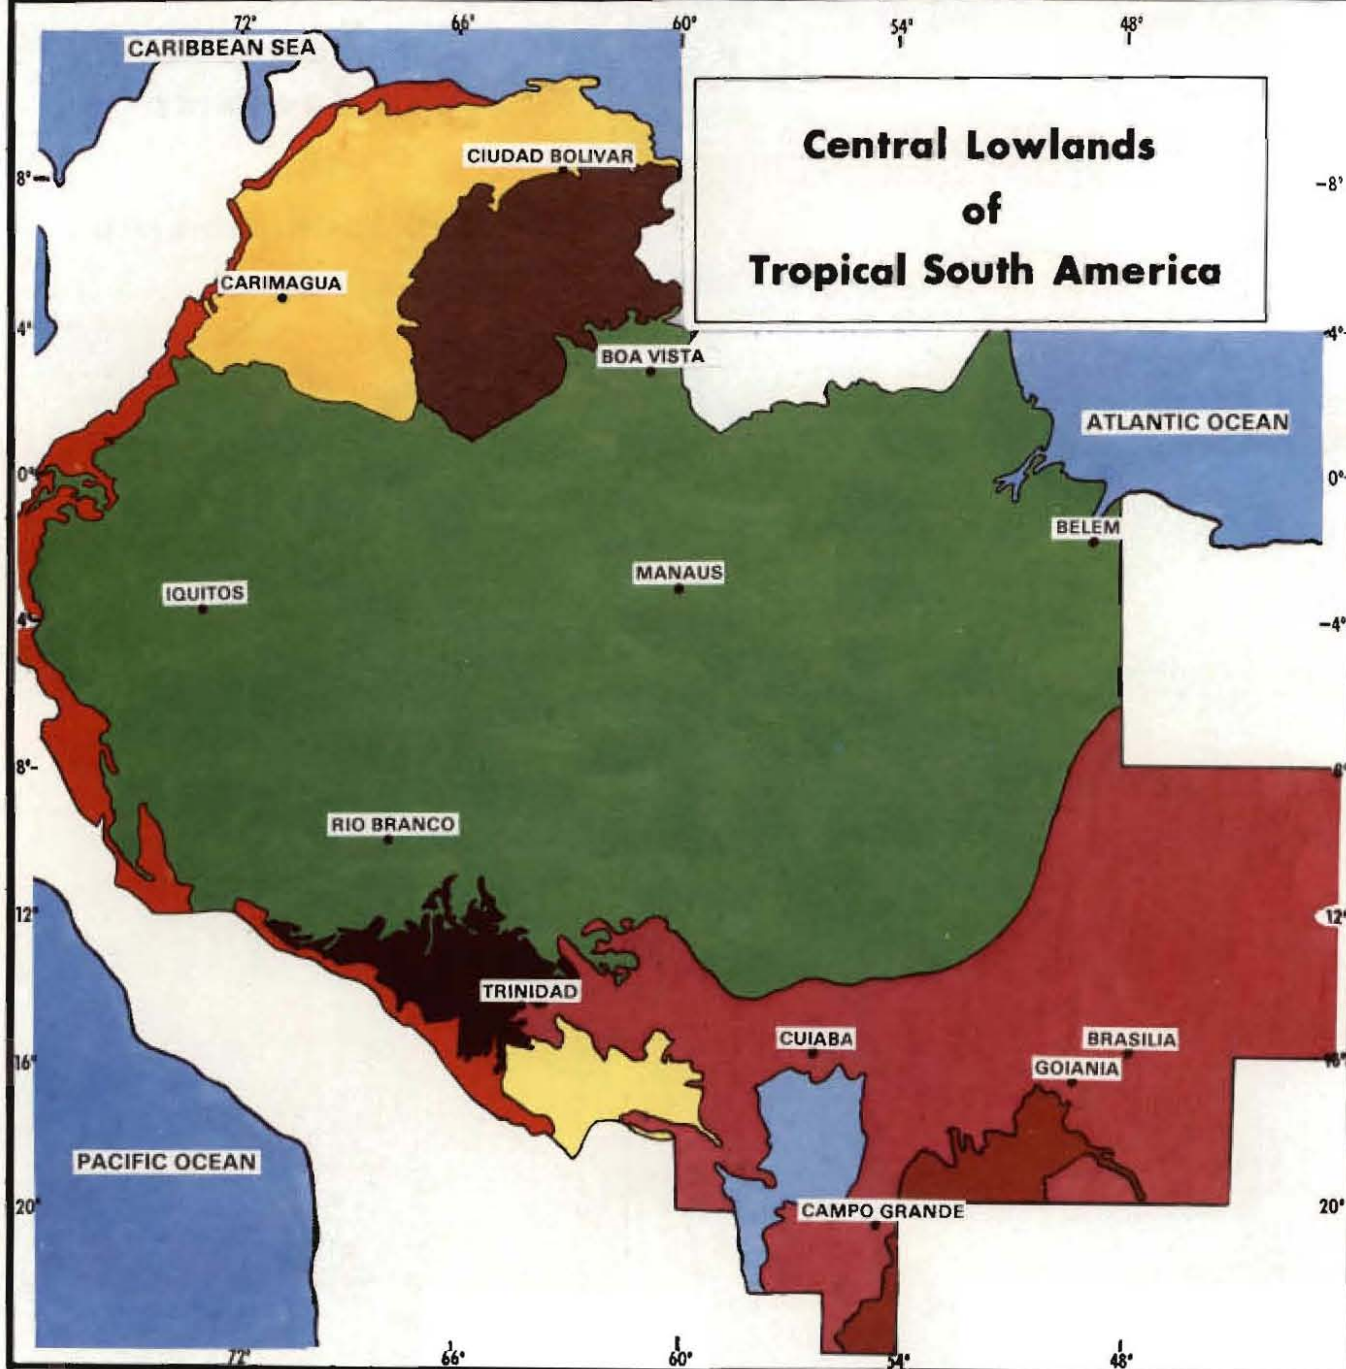 72° 66° 60° 54° 48°
CARIBBEAN SEA
Central Lowlands
of
Tropical South America
CIUDAD BOLIVAR
8° 8°
CARIMAGUA
4° 4°
BOA VISTA
ATLANTIC OCEAN
0° 0°
BELEM
MANAUS
IQUITOS
4° 4°
8° 8°
RIO BRANCO
12° 12°
TRINIDAD
CUIABA
BRASILIA
16° 16°
GOIANIA
PACIFIC OCEAN
20° 20°
CAMPO GRANDE
72° 66° 60° 54° 48°